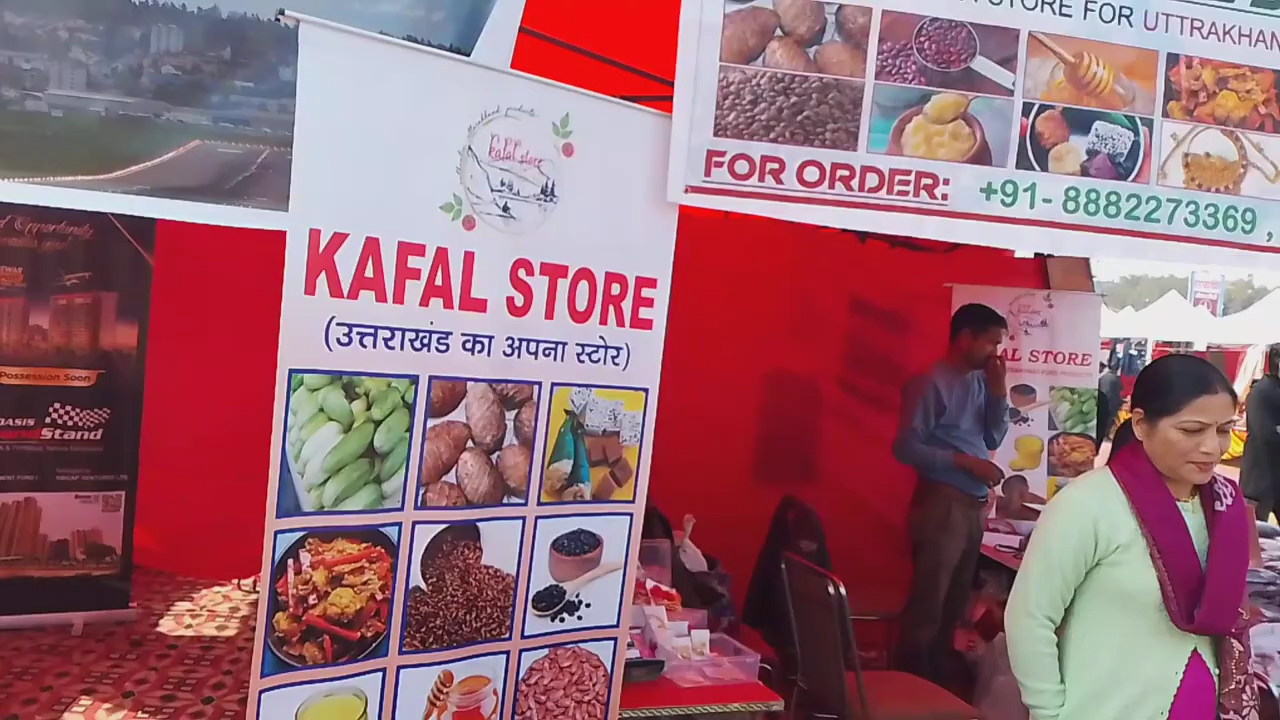 STORE FOR UTTRAKHAN
FOR ORDER:
+91- 8882273369 ,
kafal store
KAFAL STORE
(उत्तराखंड का अपना स्टोर)
Possession Soon
OASIS
Stand
AL STORE